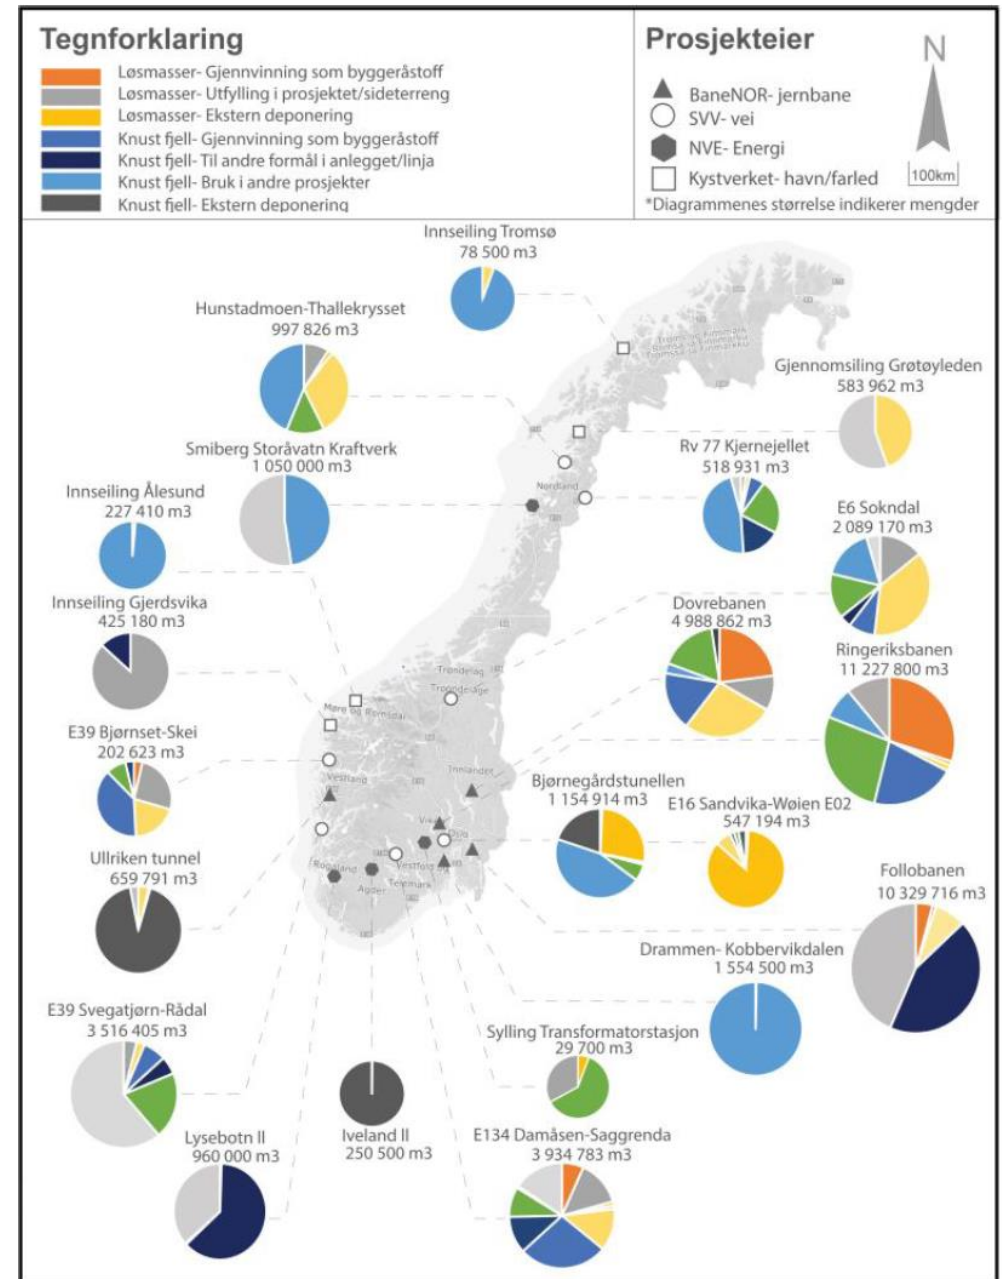 Tegnforklaring
Løsmasser- Gjennvinning som byggeråstoff
Løsmasser- Utfylling i prosjektet/sideterreng
Løsmasser- Ekstern deponering
Knust fjell- Gjennvinning som byggeråstoff
Knust fjell- Til andre formål i anlegget/linja
Knust fjell- Bruk i andre prosjekter
Knust fjell- Ekstern deponering
Prosjekteier
BaneNOR- jernbane
SVV- vei
NVE- Energi
Kystverket- havn/farled
*Diagrammenes størrelse indikerer mengder
N
100km
Innseiling Tromsø
78 500 m3
Hunstadmoen-Thallekrysset
997 826 m3
Gjennomsiling Grøtøyleden
583 962 m3
Smiberg Storåvatn Kraftverk
1 050 000 m3
Rv 77 Kjernejellet
518 931 m3
Innseiling Ålesund
227 410 m3
E6 Sokndal
2 089 170 m3
Innseiling Gjerdsvika
425 180 m3
Dovrebanen
4 988 862 m3
Ringeriksbanen
11 227 800 m3
E39 Bjørnset-Skei
202 623 m3
Bjørnegårdstunellen
1 154 914 m3
E16 Sandvika-Wøien E02
547 194 m3
Ullriken tunnel
659 791 m3
Follobanen
10 329 716 m3
Drammen- Kobbervikdalen
1 554 500 m3
E39 Svegatjørn-Rådal
3 516 405 m3
Sylling Transformatorstasjon
29 700 m3
Iveland II
250 500 m3
Lysebotn II
960 000 m3
E134 Damåsen-Saggrenda
3 934 783 m3
Nordland
Trøndelag
Møre og Romsdal
Innlandet
Vestland
Oslo
Rogaland
Vestfold
Telemark
Agder